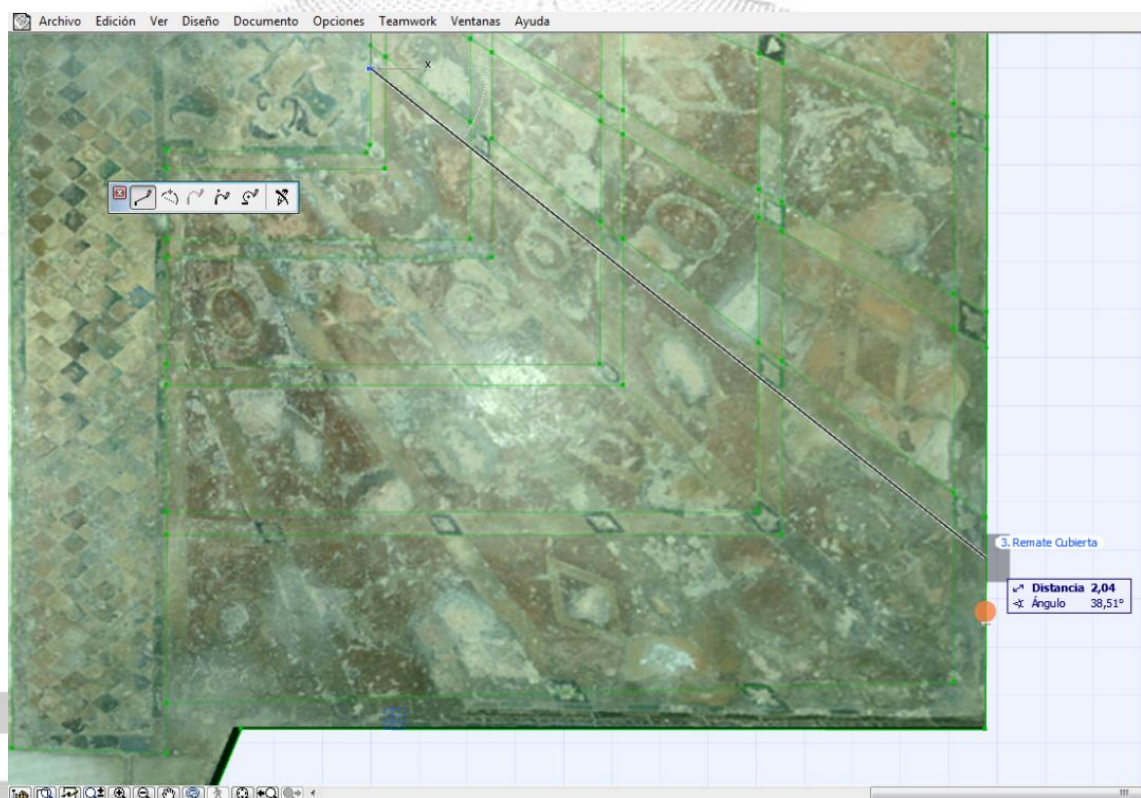 Archivo Edición Ver Diseño Documento Opciones Teamwork Ventanas Ayuda
x
3. Remate Cubierta
Distancia 2,04
Ángulo 38,51°